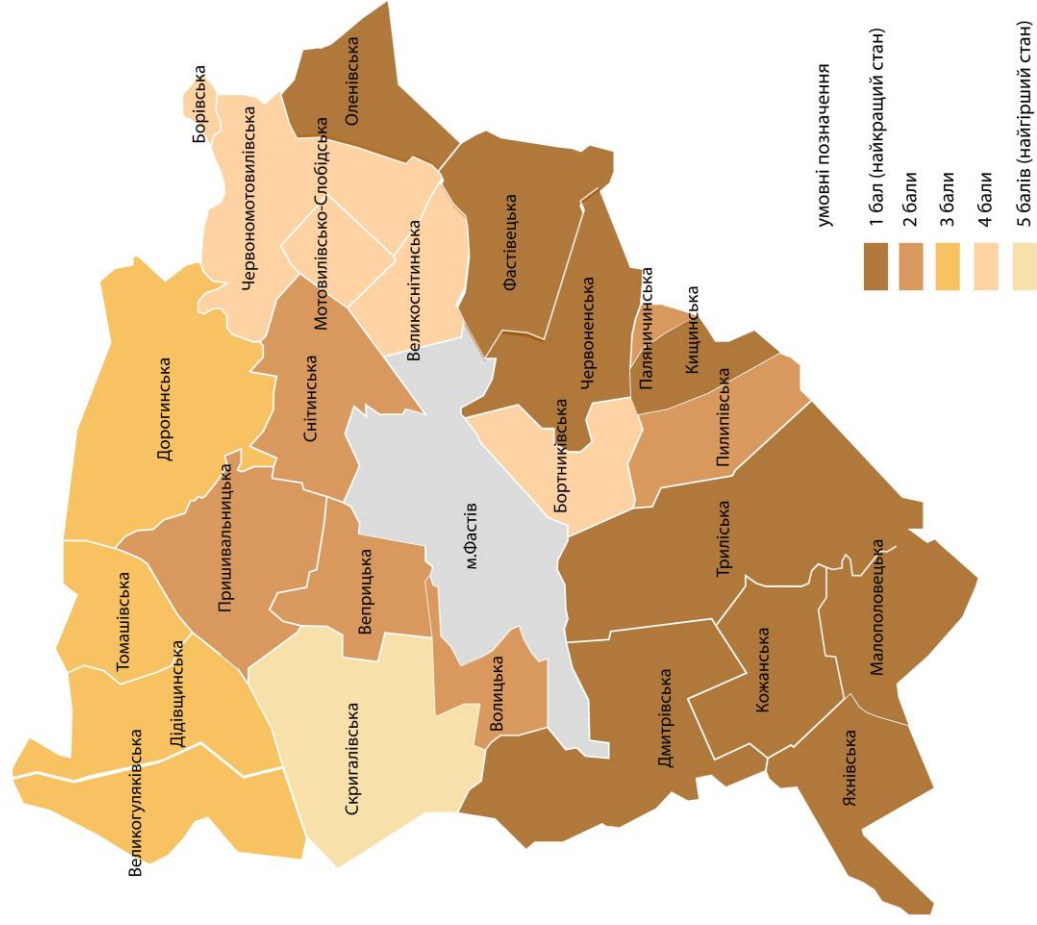 Великогуляківська
Дідівщинська
Томашівська
Дорогинська
Борівська
Червономотовилівська
Мотовилівсько-Слобідська
Оленівська
Великоснітинська
Снітинська
Пришивальницька
Веприцька
Скригалівська
Волицька
м.Фастів
Фастівецька
Червоненська
Бортниківська
Паляничинська
Кищинська
Пилипівська
Триліська
Дмитрівська
Кожанська
Малополовецька
Яхнівська
умовні позначення
1 бал (найкращий стан)
2 бали
3 бали
4 бали
5 балів (найгірший стан)